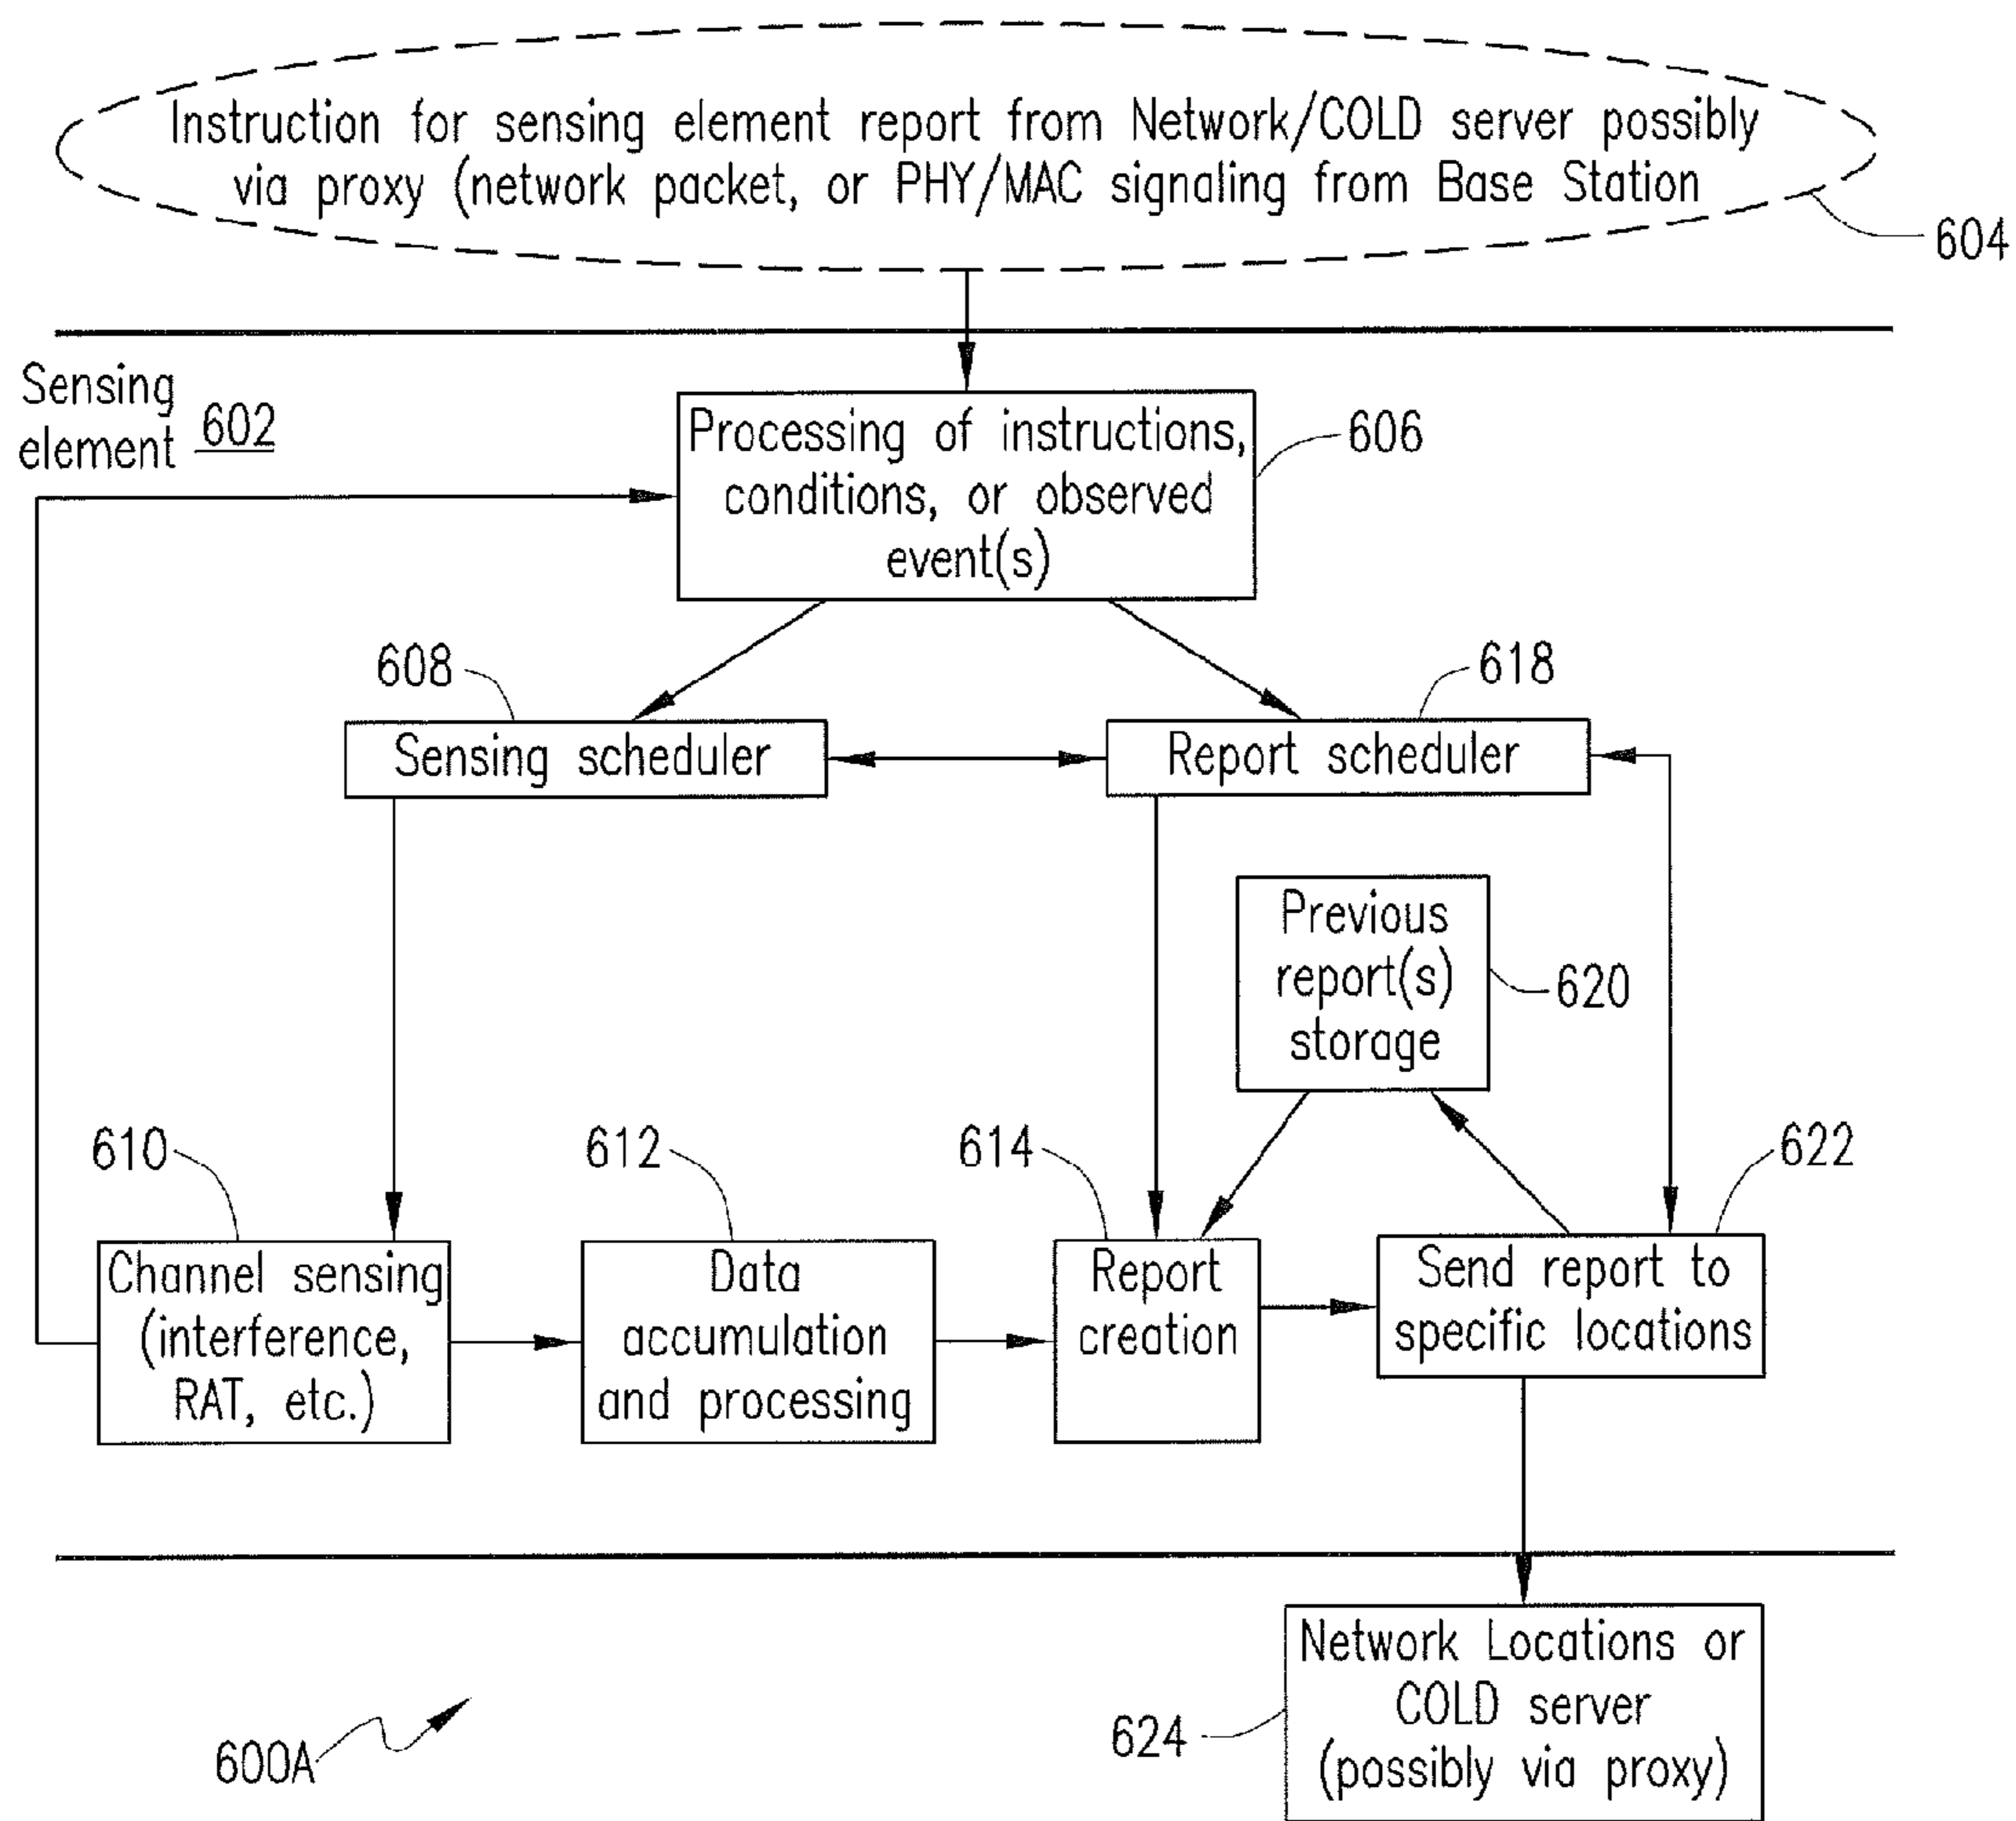 Instruction for sensing element report from Network/COLD server possibly
via proxy (network packet, or PHY/MAC signaling from Base Station
604
Sensing
element 602
Processing of instructions,
conditions, or observed
event(s)
606
608
618
Sensing scheduler
Report scheduler
Previous
report(s)
storage
620
610
612
614
622
Channel sensing
(interference,
RAT, etc.)
Data
accumulation
and processing
Report
creation
Send report to
specific locations
Network Locations or
COLD server
(possibly via proxy)
624
600A